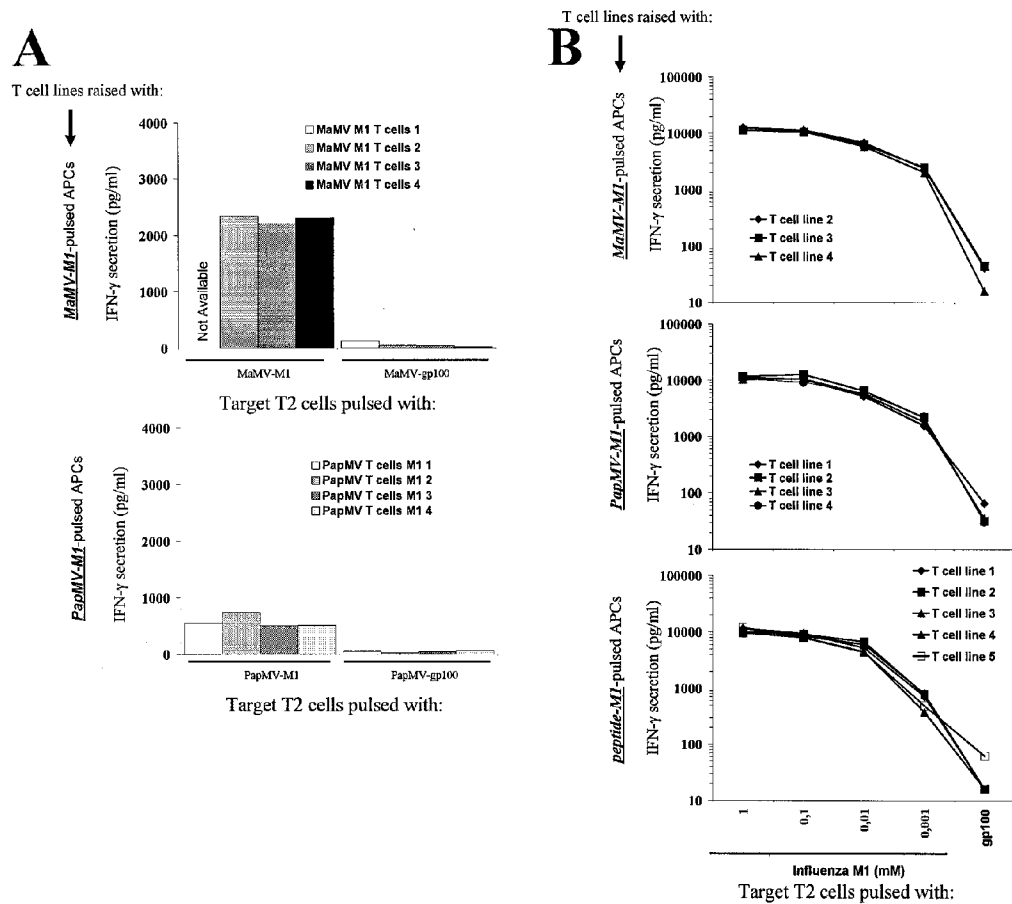 A
T cell lines raised with:
MaMV-M1-pulsed APCs
IFN-γ secretion (pg/ml)
4000
3000
2000
1000
0
MaMV M1 T cells 1
MaMV M1 T cells 2
MaMV M1 T cells 3
MaMV M1 T cells 4
Not Available
MaMV-M1
MaMV-gp100
Target T2 cells pulsed with:
PapMV-M1-pulsed APCs
IFN-γ secretion (pg/ml)
4000
3000
2000
1000
0
PapMV T cells M1 1
PapMV T cells M1 2
PapMV T cells M1 3
PapMV T cells M1 4
PapMV-M1
PapMV-gp100
Target T2 cells pulsed with:
B
T cell lines raised with:
MaMV-M1-pulsed APCs
IFN-γ secretion (pg/ml)
100000
10000
1000
100
10
T cell line 2
T cell line 3
T cell line 4
PapMV-M1-pulsed APCs
IFN-γ secretion (pg/ml)
100000
10000
1000
100
10
T cell line 1
T cell line 2
T cell line 3
T cell line 4
peptide-M1-pulsed APCs
IFN-γ secretion (pg/ml)
100000
10000
1000
100
10
T cell line 1
T cell line 2
T cell line 3
T cell line 4
T cell line 5
1
0,1
0,01
0,001
gp100
Influenza M1 (mM)
Target T2 cells pulsed with: